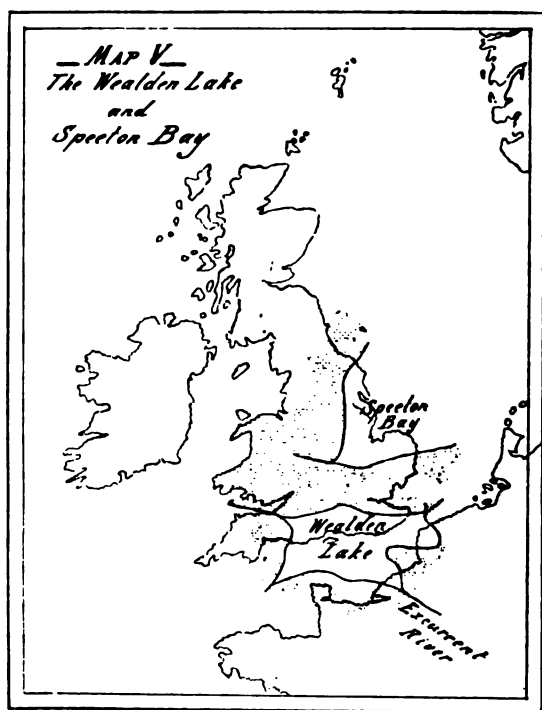 _ MAP V _
The Wealden Lake
and
Speeton Bay
Speeton
Bay
Wealden
Lake
Excurrent
River